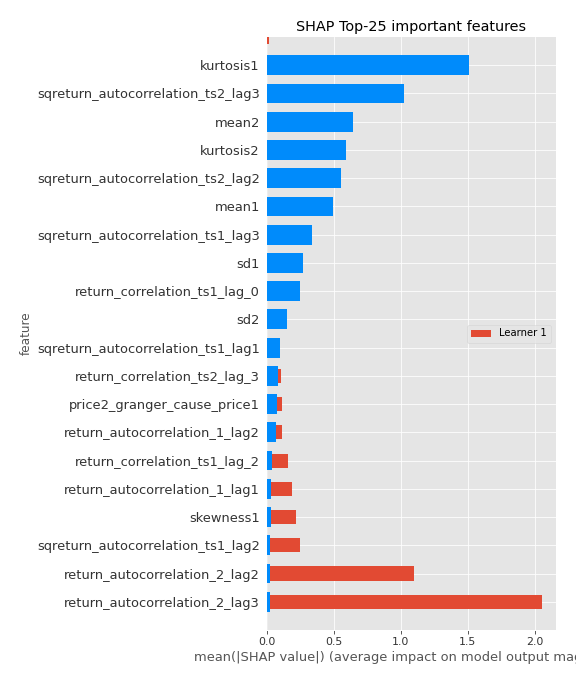 SHAP Top-25 important features
kurtosis1
sqreturn_autocorrelation_ts2_lag3
mean2
kurtosis2
sqreturn_autocorrelation_ts2_lag2
mean1
sqreturn_autocorrelation_ts1_lag3
sd1
return_correlation_ts1_lag_0
sd2
sqreturn_autocorrelation_ts1_lag1
return_correlation_ts2_lag_3
price2_granger_cause_price1
return_autocorrelation_1_lag2
return_correlation_ts1_lag_2
return_autocorrelation_1_lag1
skewness1
sqreturn_autocorrelation_ts1_lag2
return_autocorrelation_2_lag2
return_autocorrelation_2_lag3
feature
Learner 1
0.0 0.5 1.0 1.5 2.0
mean(|SHAP value|) (average impact on model output mag